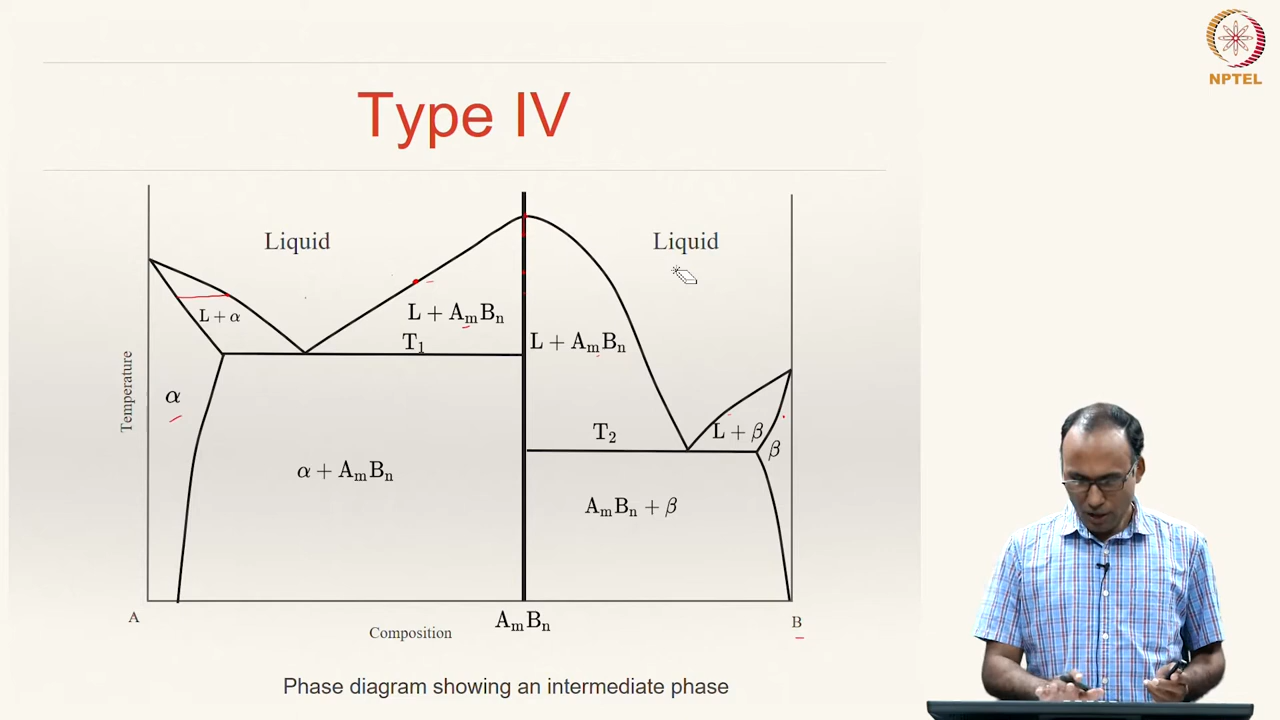 NPTEL
Type IV
Liquid
Liquid
L + α
L + AₘBₙ
T₁
L + AₘBₙ
α
Temperature
T₂
L + β
β
α + AₘBₙ
AₘBₙ + β
A
AₘBₙ
B
Composition
Phase diagram showing an intermediate phase